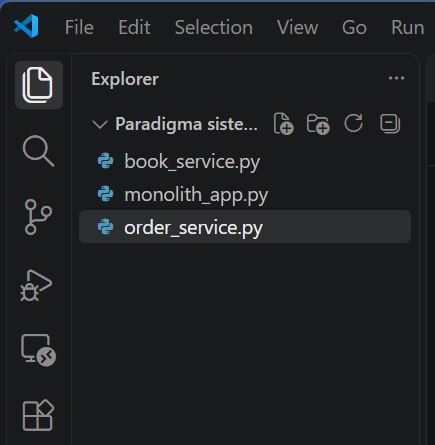 File Edit Selection View Go Run
Explorer
Paradigma siste...
book_service.py
monolith_app.py
order_service.py